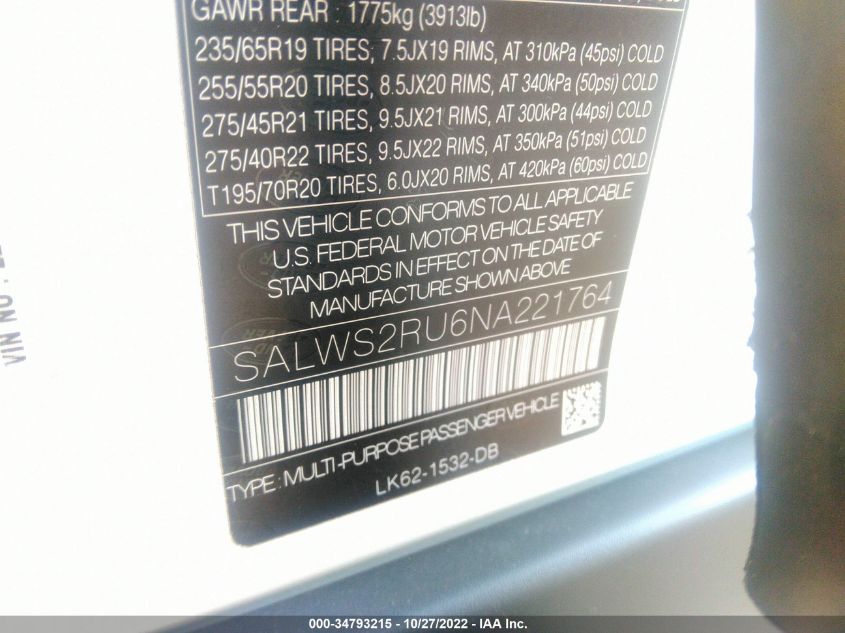 GAWR REAR : 1775kg (3913lb)
235/65R19 TIRES, 7.5JX19 RIMS, AT 310kPa (45psi) COLD
255/55R20 TIRES, 8.5JX20 RIMS, AT 340kPa (50psi) COLD
275/45R21 TIRES, 9.5JX21 RIMS, AT 300kPa (44psi) COLD
275/40R22 TIRES, 9.5JX22 RIMS, AT 350kPa (51psi) COLD
T195/70R20 TIRES, 6.0JX20 RIMS, AT 420kPa (60psi) COLD
THIS VEHICLE CONFORMS TO ALL APPLICABLE
U.S. FEDERAL MOTOR VEHICLE SAFETY
STANDARDS IN EFFECT ON THE DATE OF
MANUFACTURE SHOWN ABOVE
SALWS2RU6NA221764
TYPE : MULTI-PURPOSE PASSENGER VEHICLE
LK62-1532-DB
VIN NO :
000-34793215 - 10/27/2022 - IAAI.com